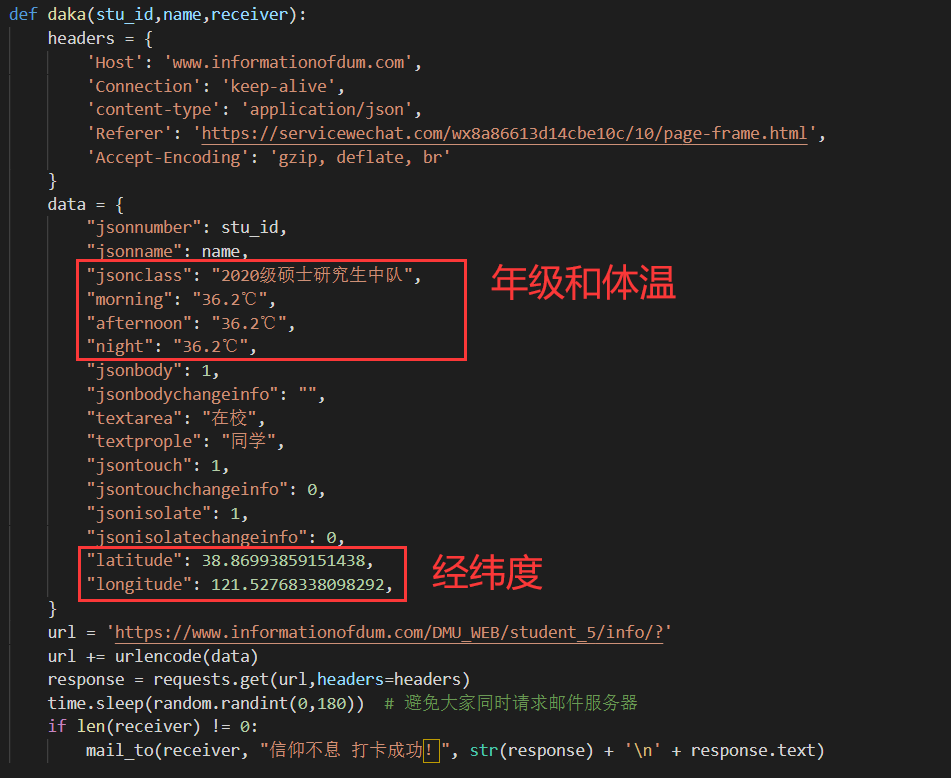 def daka(stu_id,name,receiver):
headers = {
'Host': 'www.informationofdum.com',
'Connection': 'keep-alive',
'content-type': 'application/json',
'Referer': 'https://servicewechat.com/wx8a86613d14cbe10c/10/page-frame.html',
'Accept-Encoding': 'gzip, deflate, br'
}
data = {
"jsonnumber": stu_id,
"jsonname": name,
"jsonclass": "2020级硕士研究生中队",
"morning": "36.2℃",
"afternoon": "36.2℃",
"night": "36.2℃",
年级和体温
"jsonbody": 1,
"jsonbodychangeinfo": "",
"textarea": "在校",
"textprople": "同学",
"jsontouch": 1,
"jsontouchchangeinfo": 0,
"jsonisolate": 1,
"jsonisolatechangeinfo": 0,
"latitude": 38.86993859151438,
"longitude": 121.52768338098292,
经纬度
}
url = 'https://www.informationofdum.com/DMU_WEB/student_5/info/?'
url += urlencode(data)
response = requests.get(url,headers=headers)
time.sleep(random.randint(0,180))  # 避免大家同时请求邮件服务器
if len(receiver) != 0:
mail_to(receiver, "信仰不息 打卡成功！", str(response) + '\n' + response.text)